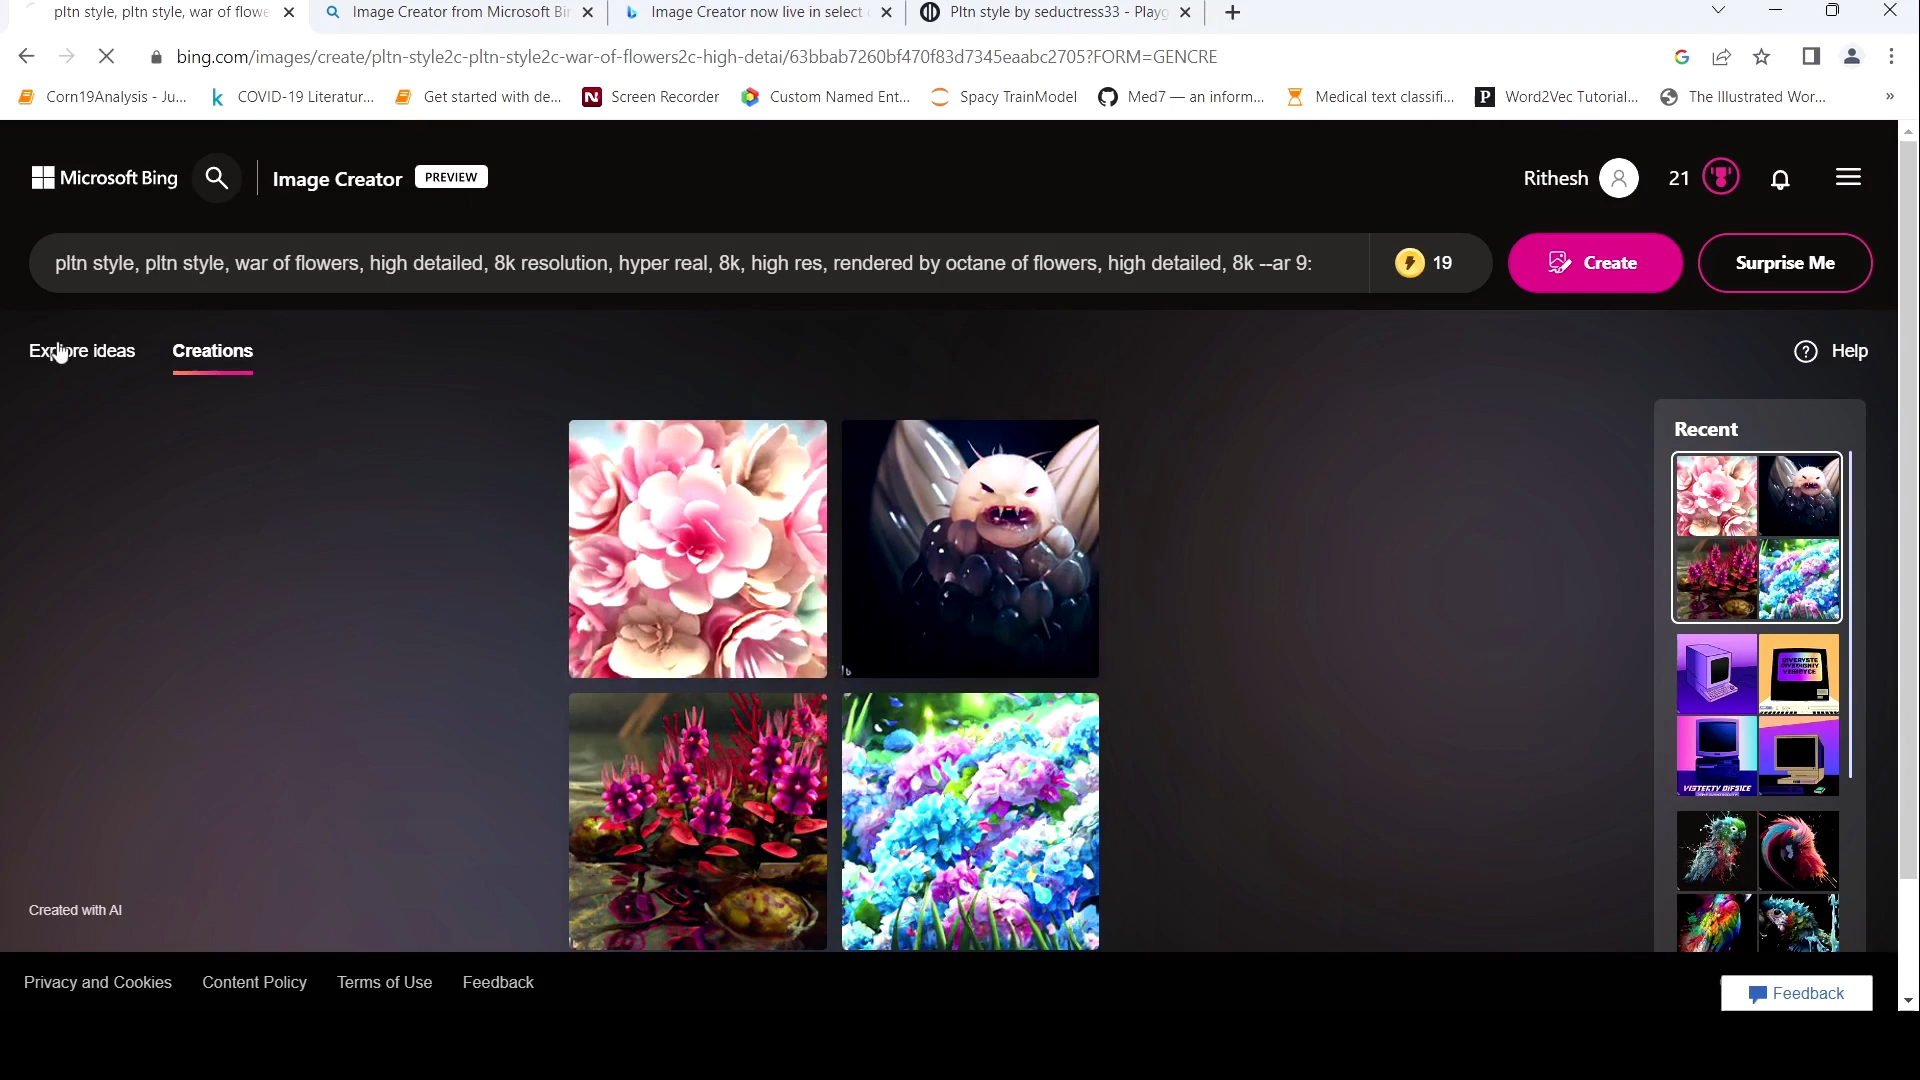 pltn style, pltn style, war of flowe
Image Creator from Microsoft Bi
Image Creator now live in select
Pltn style by seductress33 - Playg
bing.com/images/create/pltn-style2c-pltn-style2c-war-of-flowers2c-high-detai/63bbab7260bf470f83d7345eaabc2705?FORM=GENCRE
Corn19Analysis - Ju...
COVID-19 Literatur...
Get started with de...
Screen Recorder
Custom Named Ent...
Spacy TrainModel
Med7 — an inform...
Medical text classifi...
Word2Vec Tutorial...
The Illustrated Wor...
»
Microsoft Bing
Image Creator
PREVIEW
Rithesh
21
pltn style, pltn style, war of flowers, high detailed, 8k resolution, hyper real, 8k, high res, rendered by octane of flowers, high detailed, 8k --ar 9:
19
Create
Surprise Me
Explore ideas
Creations
Help
Recent
Created with AI
Privacy and Cookies
Content Policy
Terms of Use
Feedback
Feedback